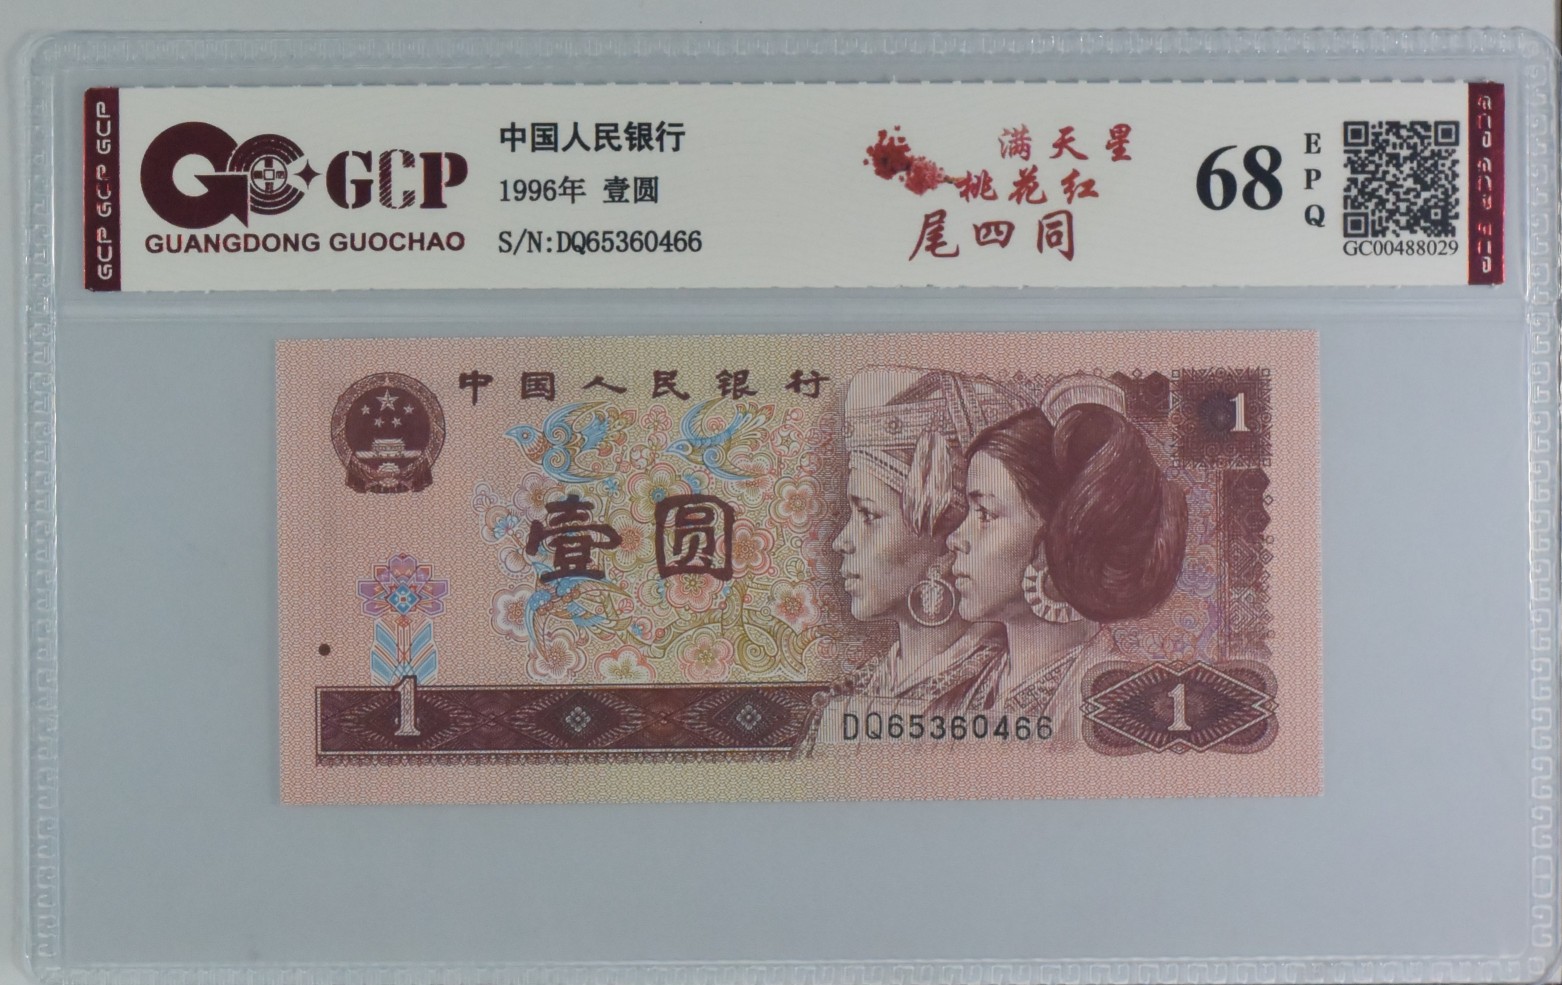 GCP
GUANGDONG GUOCHAO
中国人民银行
1996年 壹圆
S/N:DQ65360466
满天星
桃花红
尾四同
68
EPQ
GC00488029
中国人民银行
1
壹圆
1
DQ65360466
1